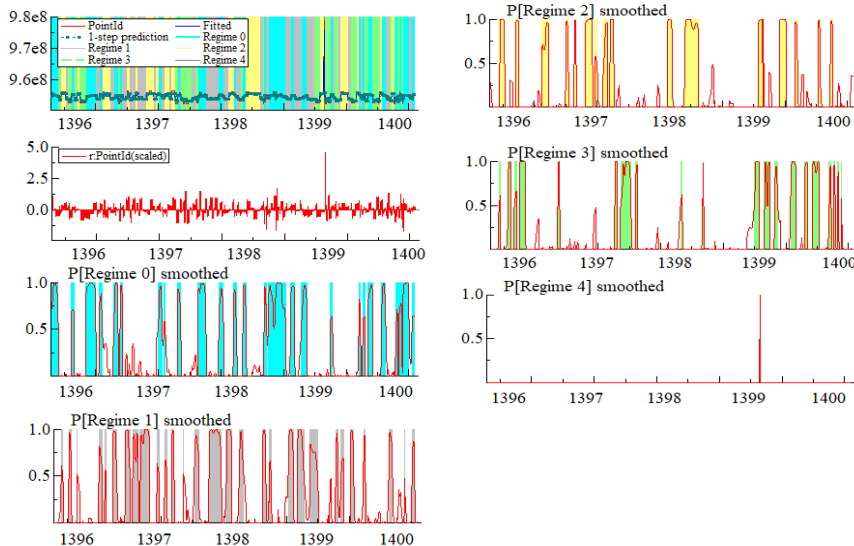 9.8e8
9.7e8
9.6e8
PointId
Fitted
1-step prediction
Regime 0
Regime 1
Regime 2
Regime 3
Regime 4
1396 1397 1398 1399 1400
5.0
2.5
0.0
r:PointId(scaled)
1396 1397 1398 1399 1400
P[Regime 0] smoothed
1.0
0.5
1396 1397 1398 1399 1400
P[Regime 1] smoothed
1.0
0.5
1396 1397 1398 1399 1400
P[Regime 2] smoothed
1.0
0.5
1396 1397 1398 1399 1400
P[Regime 3] smoothed
1.0
0.5
1396 1397 1398 1399 1400
P[Regime 4] smoothed
1.0
0.5
1396 1397 1398 1399 1400